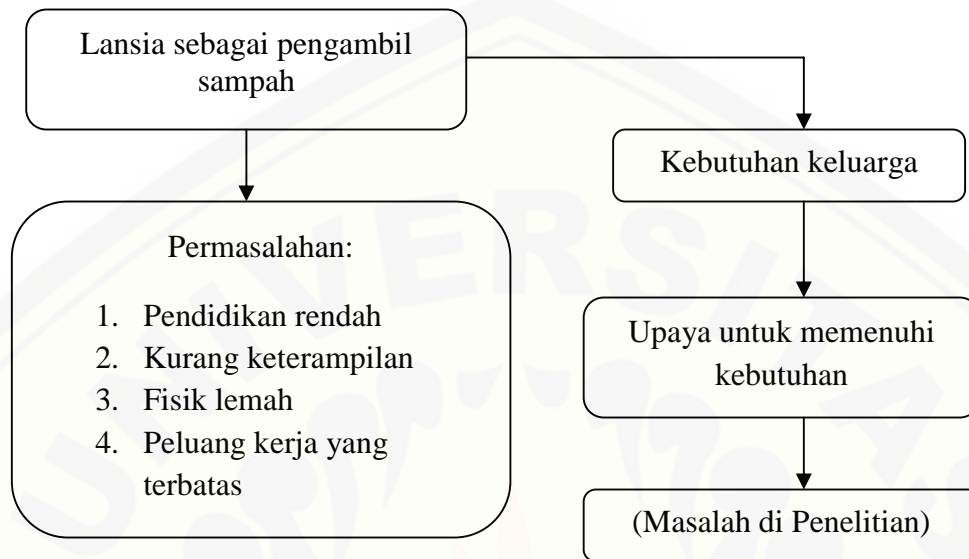 Lansia sebagai pengambil
sampah
Kebutuhan keluarga
Permasalahan:
1. Pendidikan rendah
2. Kurang keterampilan
3. Fisik lemah
4. Peluang kerja yang
terbatas
Upaya untuk memenuhi
kebutuhan
(Masalah di Penelitian)
UNIVERSITAS